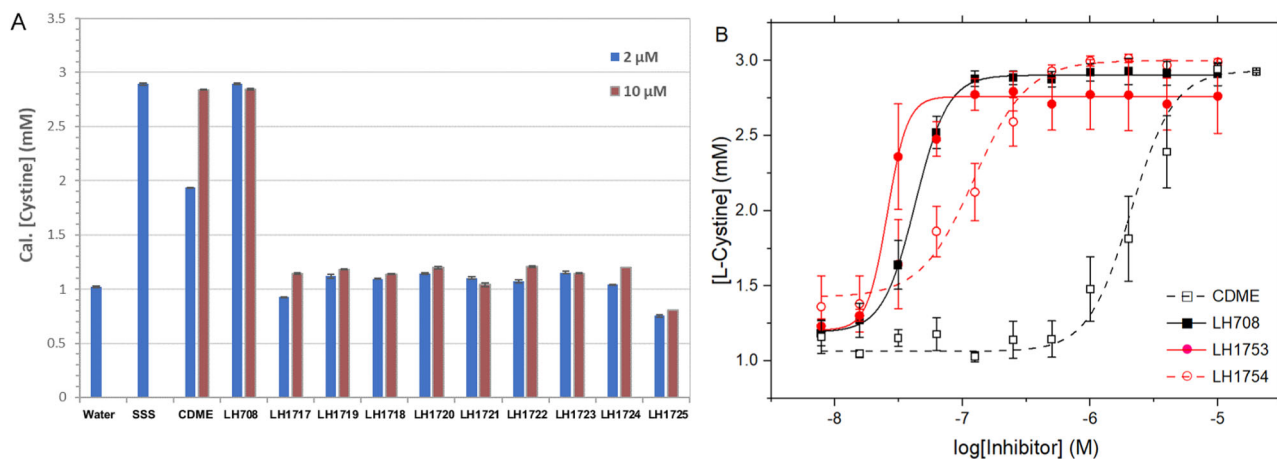 A
Cal. [Cystine] (mM)
3.5
3
2.5
2
1.5
1
0.5
0
2 µM
10 µM
Water SSS CDME LH708 LH1717 LH1719 LH1718 LH1720 LH1721 LH1722 LH1723 LH1724 LH1725
B
[L-Cystine] (mM)
3.0
2.5
2.0
1.5
1.0
CDME
LH708
LH1753
LH1754
-8 -7 -6 -5
log[Inhibitor] (M)